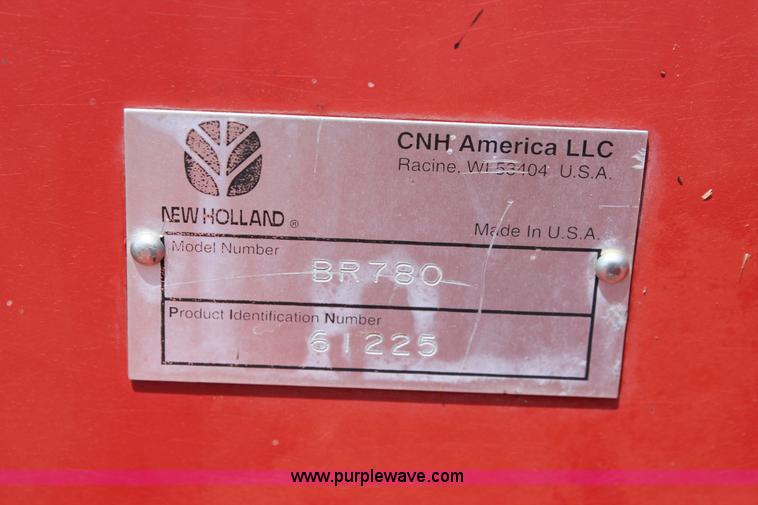 CNH America LLC
Racine, WI 53404 U.S.A.
NEW HOLLAND ®
Made In U.S.A.
Model Number
BR780
Product Identification Number
61225
www.purplewave.com